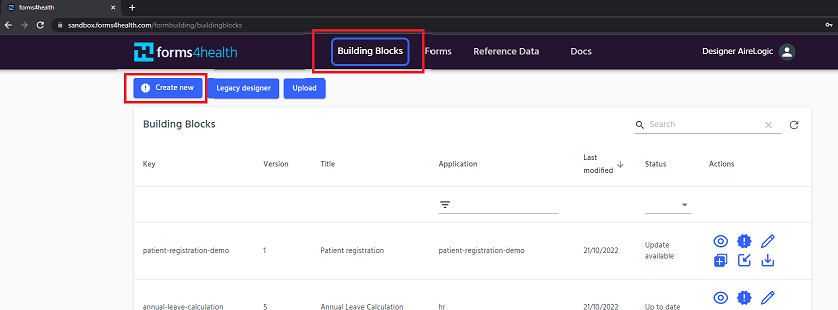 forms4health
sandbox.forms4health.com/formbuilding/buildingblocks
forms4health
Building Blocks
Forms
Reference Data
Docs
Designer AireLogic
Create new
Legacy designer
Upload
Building Blocks
Search
Key
Version
Title
Application
Last
modified
Status
Actions
patient-registration-demo
1
Patient registration
patient-registration-demo
21/10/2022
Update
available
annual-leave-calculation
5
Annual Leave Calculation
hr
21/10/2022
Up to date